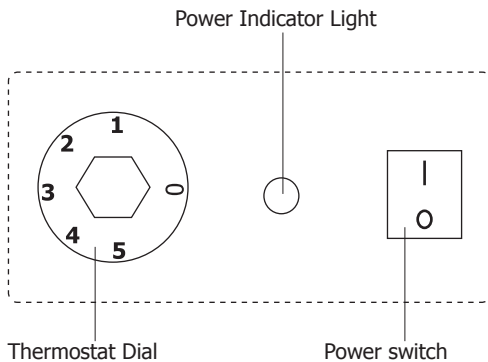 Power Indicator Light
1
2
3
0
4
5
I
O
Thermostat Dial
Power switch